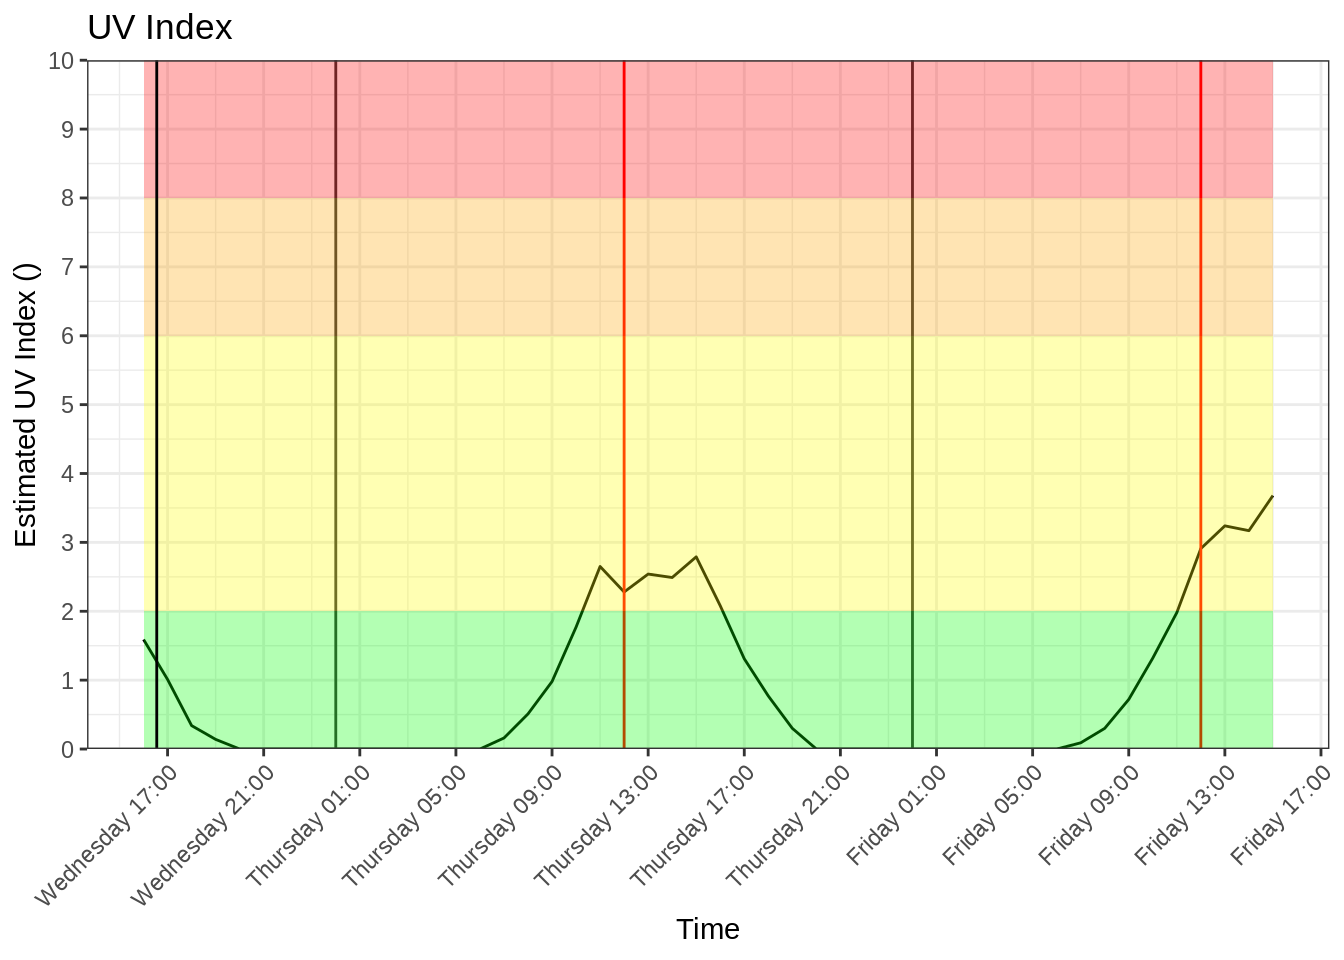 UV Index
Estimated UV Index ()
10
9
8
7
6
5
4
3
2
1
0
Wednesday 17:00
Wednesday 21:00
Thursday 01:00
Thursday 05:00
Thursday 09:00
Thursday 13:00
Thursday 17:00
Thursday 21:00
Friday 01:00
Friday 05:00
Friday 09:00
Friday 13:00
Friday 17:00
Time